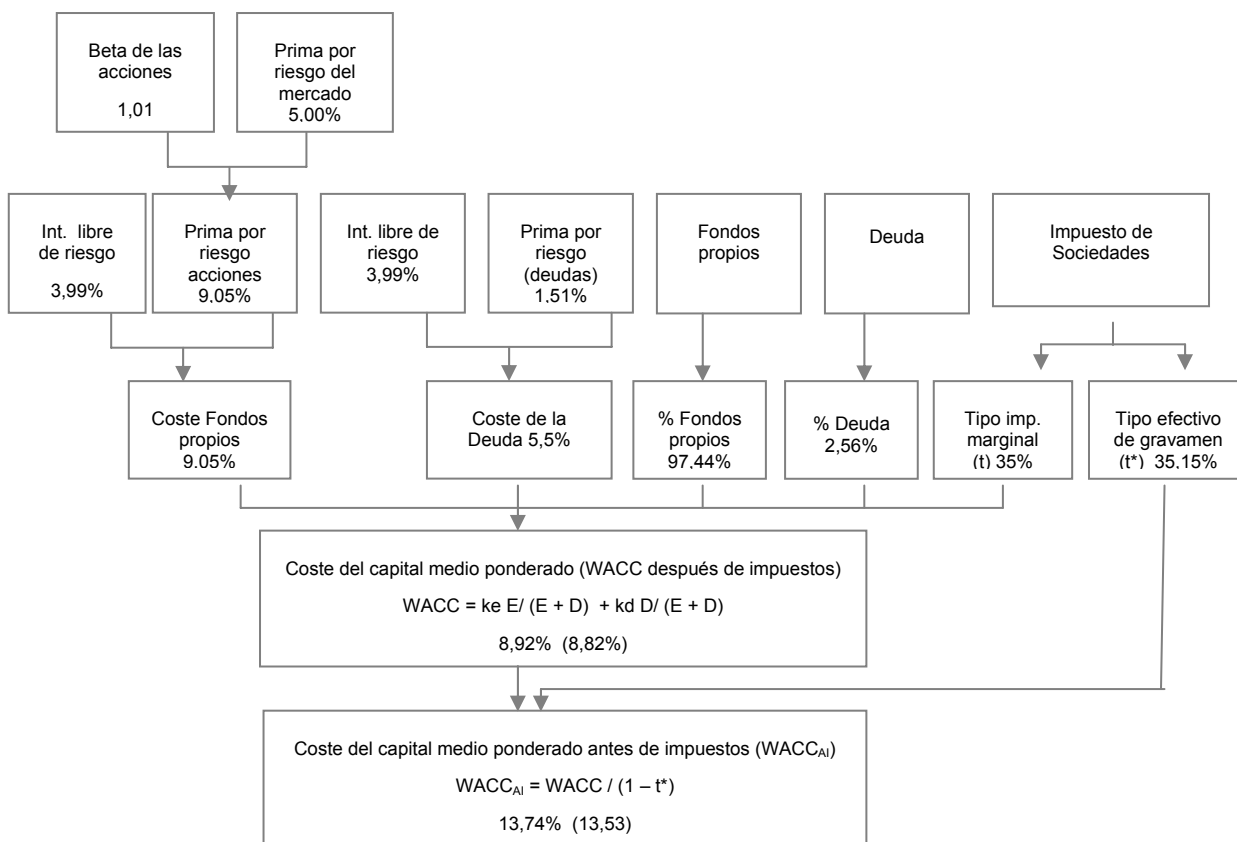 Beta de las
acciones
1,01
Prima por
riesgo del
mercado
5.00%
Int. libre
de riesgo
3,99%
Prima por
riesgo
acciones
9.05%
Int. libre de
riesgo
3,99%
Prima por
riesgo
(deudas)
1.51%
Fondos
propios
Deuda
Impuesto de
Sociedades
Coste Fondos
propios
9.05%
Coste de la
Deuda 5,5%
% Fondos
propios
97.44%
% Deuda
2,56%
Tipo imp.
marginal
(t) 35%
Tipo efectivo
de gravamen
(t*) 35,15%
Coste del capital medio ponderado (WACC después de impuestos)
WACC = ke E/ (E + D) + kd D/ (E + D)
8,92% (8,82%)
Coste del capital medio ponderado antes de impuestos (WACCAI)
WACCAI = WACC / (1 – t*)
13,74% (13,53)